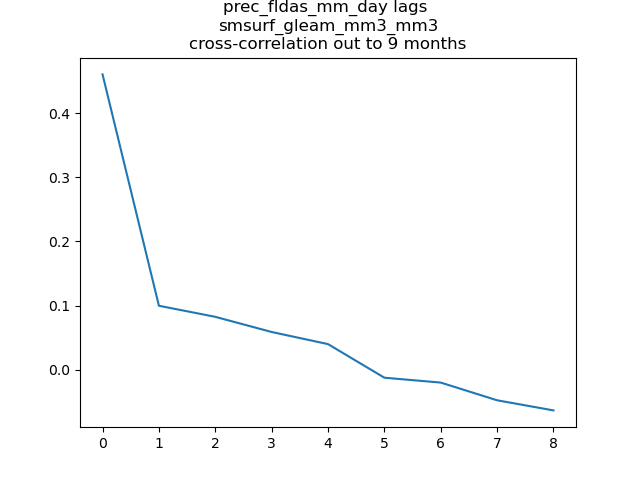 prec_fldas_mm_day lags
smsurf_gleam_mm3_mm3
cross-correlation out to 9 months
0.4
0.3
0.2
0.1
0.0
0 1 2 3 4 5 6 7 8